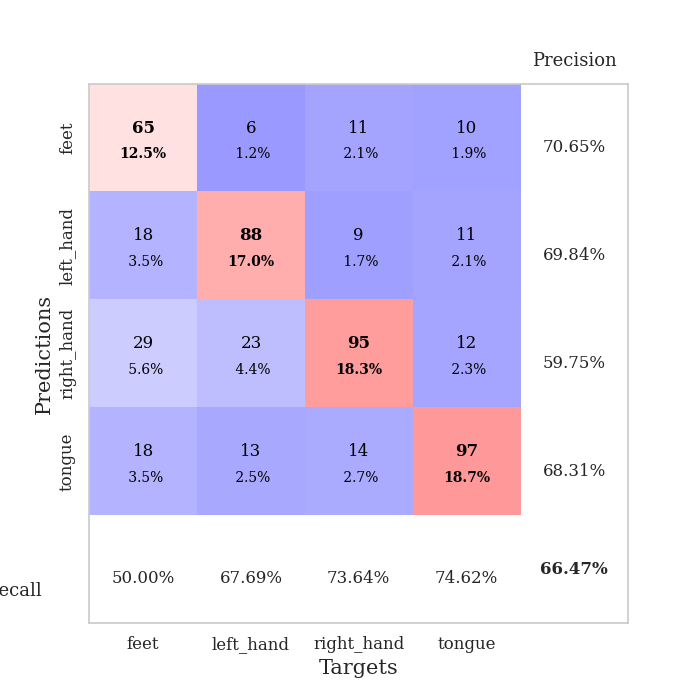 Precision
feet 65 6 11 10 70.65%
12.5% 1.2% 2.1% 1.9%
left_hand 18 88 9 11 69.84%
3.5% 17.0% 1.7% 2.1%
right_hand 29 23 95 12 59.75%
5.6% 4.4% 18.3% 2.3%
tongue 18 13 14 97 68.31%
3.5% 2.5% 2.7% 18.7%
Predictions
ecall 50.00% 67.69% 73.64% 74.62% 66.47%
feet left_hand right_hand tongue
Targets